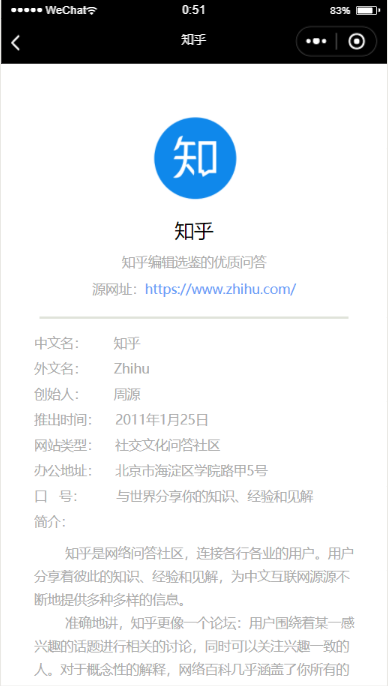 WeChat 0:51 83%
知乎
知
知乎
知乎编辑选鉴的优质问答
源网址：https://www.zhihu.com/
中文名： 知乎
外文名： Zhihu
创始人： 周源
推出时间： 2011年1月25日
网站类型： 社交文化问答社区
办公地址： 北京市海淀区学院路甲5号
口 号： 与世界分享你的知识、经验和见解
简介：
知乎是网络问答社区，连接各行各业的用户。用户
分享着彼此的知识、经验和见解，为中文互联网源源不
断地提供多种多样的信息。
准确地讲，知乎更像一个论坛：用户围绕着某一感
兴趣的话题进行相关的讨论，同时可以关注兴趣一致的
人。对于概念性的解释，网络百科几乎涵盖了你所有的